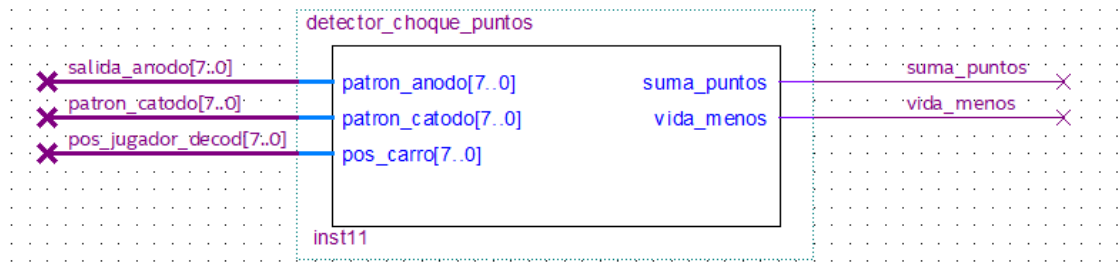 detector_choque_puntos
salida_anodo[7..0]
patron_catodo[7..0]
pos_jugador_decod[7..0]
patron_anodo[7..0]
patron_catodo[7..0]
pos_carro[7..0]
suma_puntos
vida_menos
suma_puntos
vida_menos
inst11